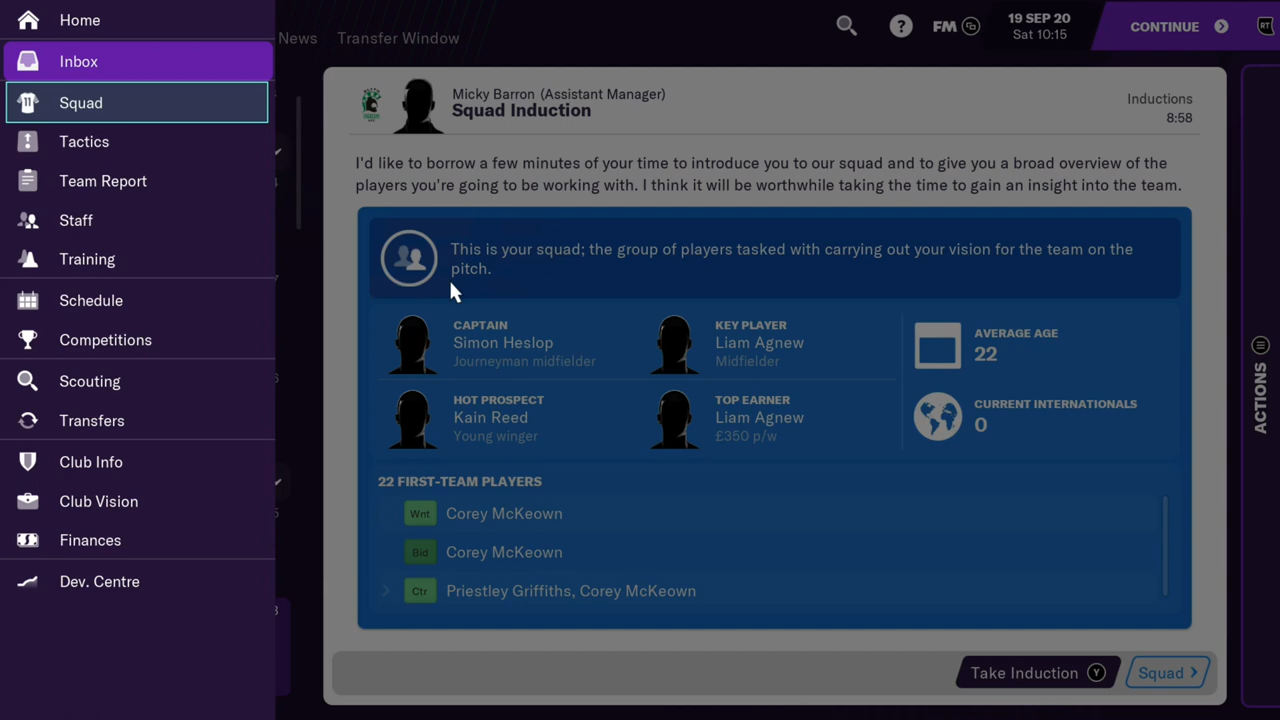 Home
Inbox
Squad
Tactics
Team Report
Staff
Training
Schedule
Competitions
Scouting
Transfers
Club Info
Club Vision
Finances
Dev. Centre
News
Transfer Window
?
FM
19 SEP 20
Sat 10:15
CONTINUE
RT
Micky Barron (Assistant Manager)
Squad Induction
Inductions
8:58
I'd like to borrow a few minutes of your time to introduce you to our squad and to give you a broad overview of the
players you're going to be working with. I think it will be worthwhile taking the time to gain an insight into the team.
This is your squad; the group of players tasked with carrying out your vision for the team on the
pitch.
CAPTAIN
Simon Heslop
Journeyman midfielder
KEY PLAYER
Liam Agnew
Midfielder
AVERAGE AGE
22
HOT PROSPECT
Kain Reed
Young winger
TOP EARNER
Liam Agnew
£350 p/w
CURRENT INTERNATIONALS
0
22 FIRST-TEAM PLAYERS
Wnt Corey McKeown
Bid Corey McKeown
Ctr Priestley Griffiths, Corey McKeown
Take Induction Y
Squad
ACTIONS